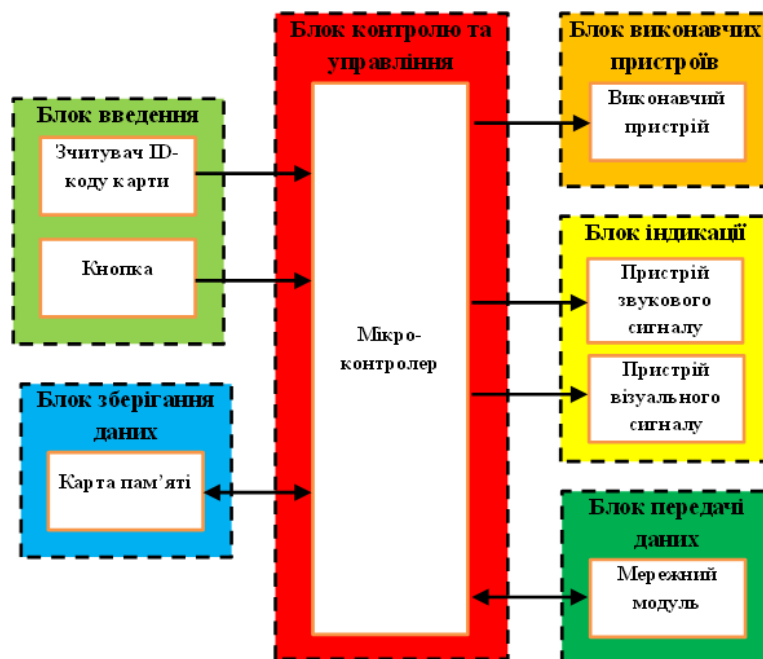 Блок введення
Зчитувач ID-
коду карти
Кнопка
Блок зберігання
даних
Карта пам’яті
Блок контролю та
управління
Мікро-
контролер
Блок виконавчих
пристроїв
Виконавчий
пристрій
Блок індикації
Пристрій
звукового
сигналу
Пристрій
візуального
сигналу
Блок передачі
даних
Мережний
модуль